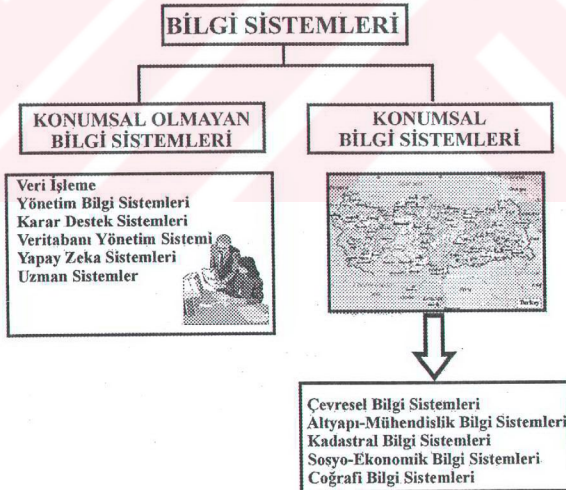 BİLGİ SİSTEMLERİ
KONUMSAL OLMAYAN
BİLGİ SİSTEMLERİ
KONUMSAL
BİLGİ SİSTEMLERİ
Veri İşleme
Yönetim Bilgi Sistemleri
Karar Destek Sistemleri
Veritabanı Yönetim Sistemi
Yapay Zeka Sistemleri
Uzman Sistemler
Turkey
Çevresel Bilgi Sistemleri
Altyapı-Mühendislik Bilgi Sistemleri
Kadastral Bilgi Sistemleri
Sosyo-Ekonomik Bilgi Sistemleri
Coğrafi Bilgi Sistemleri